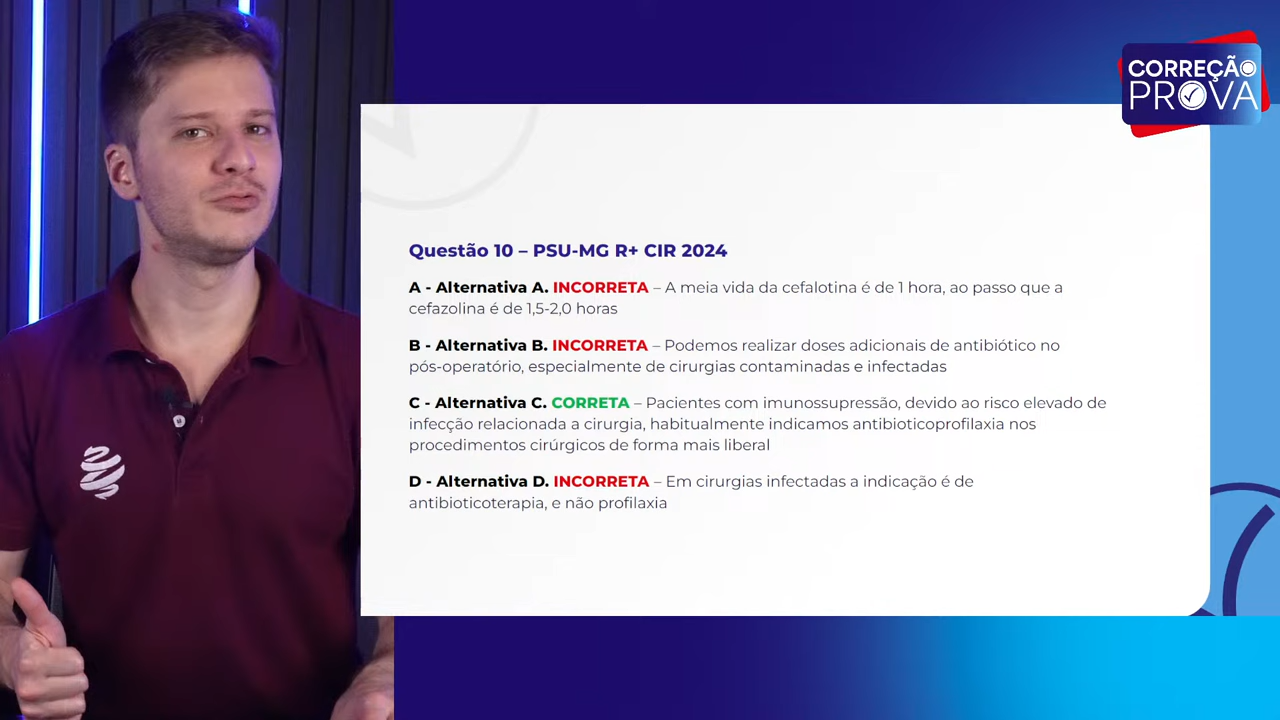 CORREÇÃO
PROVA
Questão 10 – PSU-MG R+ CIR 2024
A - Alternativa A. INCORRETA – A meia vida da cefalotina é de 1 hora, ao passo que a
cefazolina é de 1,5-2,0 horas
B - Alternativa B. INCORRETA – Podemos realizar doses adicionais de antibiótico no
pós-operatório, especialmente de cirurgias contaminadas e infectadas
C - Alternativa C. CORRETA – Pacientes com imunossupressão, devido ao risco elevado de
infecção relacionada a cirurgia, habitualmente indicamos antibioticoprofilaxia nos
procedimentos cirúrgicos de forma mais liberal
D - Alternativa D. INCORRETA – Em cirurgias infectadas a indicação é de
antibioticoterapia, e não profilaxia